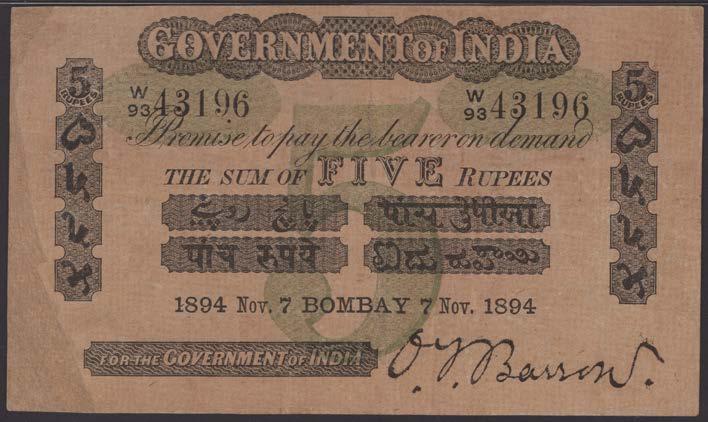 GOVERNMENT OF INDIA
5 RUPEES
5 RUPEES
W/93 43196
W/93 43196
I Promise to pay the bearer on demand
THE SUM OF FIVE RUPEES
पांच रुपये
1894 Nov. 7 BOMBAY 7 Nov. 1894
FOR THE GOVERNMENT OF INDIA
O. T. Barrow.